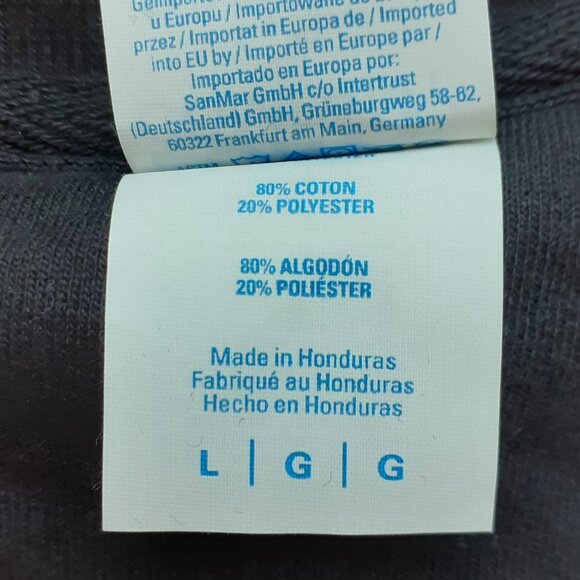 u Europu /
przez / Importat in Europa de / Imported
into EU by / Importé en Europe par /
Importado en Europa por:
SanMar GmbH c/o Intertrust
(Deutschland) GmbH, Grüneburgweg 58-62,
60322 Frankfurt am Main, Germany
80% COTON
20% POLYESTER
80% ALGODÓN
20% POLIÉSTER
Made in Honduras
Fabriqué au Honduras
Hecho en Honduras
L | G | G